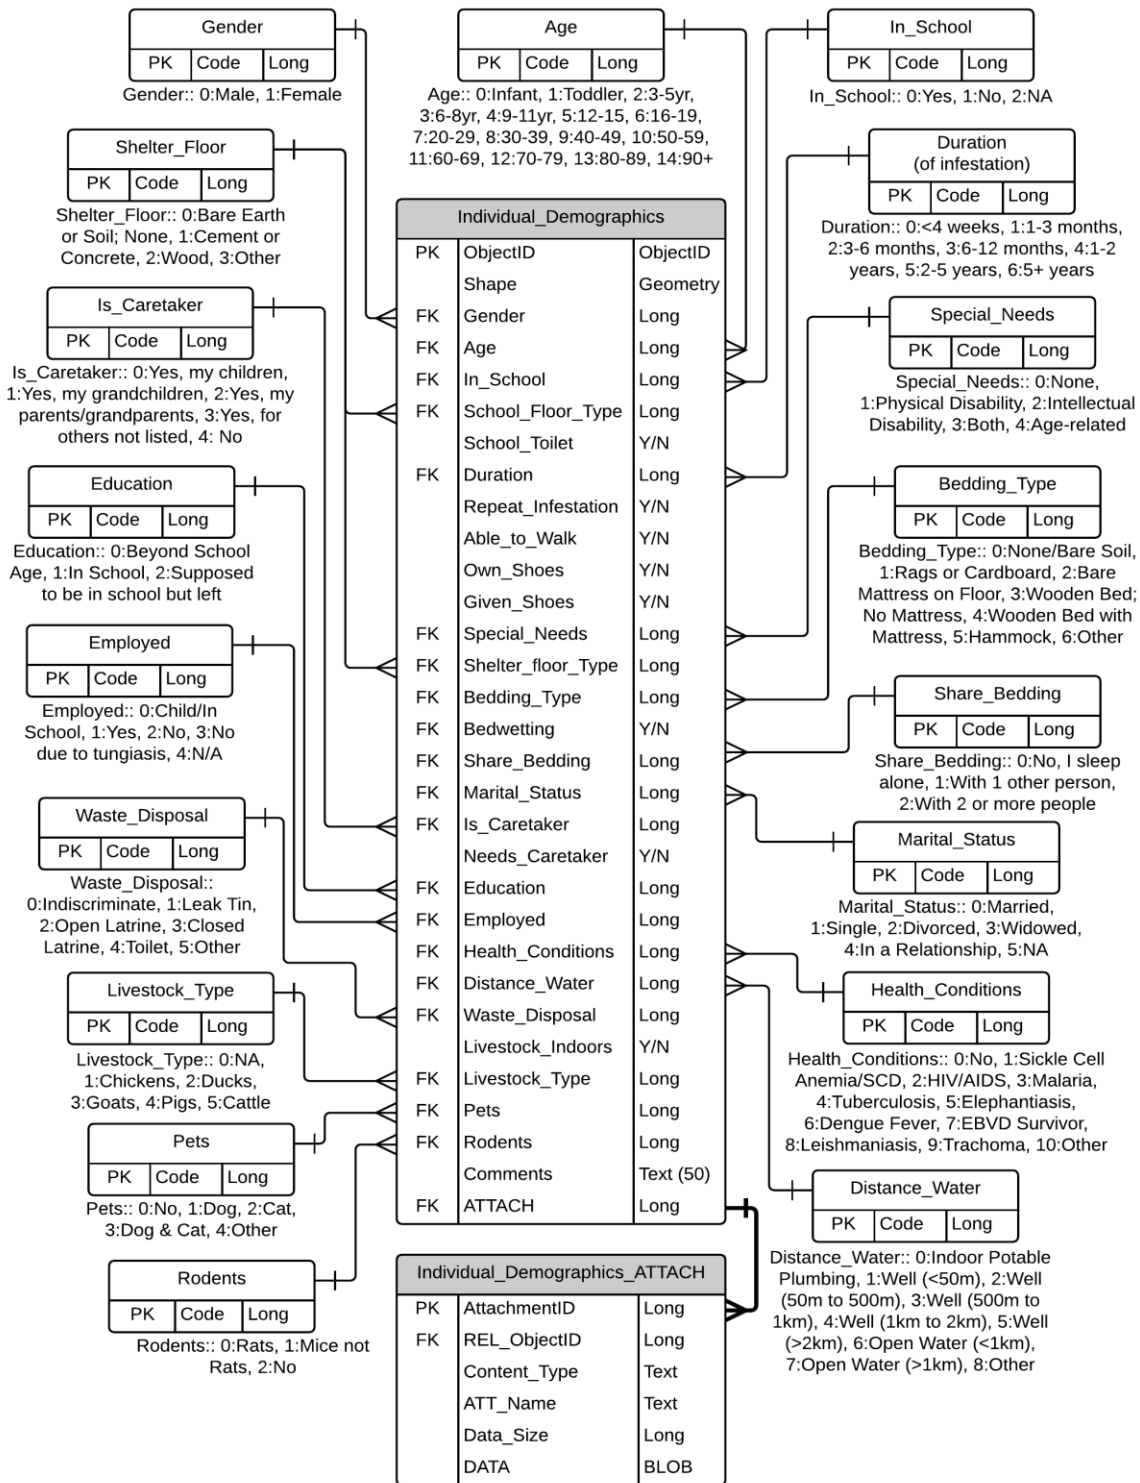 Gender
PK Code Long
Gender:: 0:Male, 1:Female
Age
PK Code Long
Age:: 0:Infant, 1:Toddler, 2:3-5yr,
3:6-8yr, 4:9-11yr, 5:12-15, 6:16-19,
7:20-29, 8:30-39, 9:40-49, 10:50-59,
11:60-69, 12:70-79, 13:80-89, 14:90+
In_School
PK Code Long
In_School:: 0:Yes, 1:No, 2:NA
Shelter_Floor
PK Code Long
Shelter_Floor:: 0:Bare Earth
or Soil; None, 1:Cement or
Concrete, 2:Wood, 3:Other
Is_Caretaker
PK Code Long
Is_Caretaker:: 0:Yes, my children,
1:Yes, my grandchildren, 2:Yes, my
parents/grandparents, 3:Yes, for
others not listed, 4: No
Education
PK Code Long
Education:: 0:Beyond School
Age, 1:In School, 2:Supposed
to be in school but left
Employed
PK Code Long
Employed:: 0:Child/In
School, 1:Yes, 2:No, 3:No
due to tungiasis, 4:N/A
Waste_Disposal
PK Code Long
Waste_Disposal::
0:Indiscriminate, 1:Leak Tin,
2:Open Latrine, 3:Closed
Latrine, 4:Toilet, 5:Other
Livestock_Type
PK Code Long
Livestock_Type:: 0:NA,
1:Chickens, 2:Ducks,
3:Goats, 4:Pigs, 5:Cattle
Pets
PK Code Long
Pets:: 0:No, 1:Dog, 2:Cat,
3:Dog & Cat, 4:Other
Rodents
PK Code Long
Rodents:: 0:Rats, 1:Mice not
Rats, 2:No
Individual_Demographics
PK ObjectID ObjectID
Shape Geometry
FK Gender Long
FK Age Long
FK In_School Long
FK School_Floor_Type Long
School_Toilet Y/N
FK Duration Long
Repeat_Infestation Y/N
Able_to_Walk Y/N
Own_Shoes Y/N
Given_Shoes Y/N
FK Special_Needs Long
FK Shelter_floor_Type Long
FK Bedding_Type Long
FK Bedwetting Y/N
FK Share_Bedding Long
FK Marital_Status Long
FK Is_Caretaker Long
Needs_Caretaker Y/N
FK Education Long
FK Employed Long
FK Health_Conditions Long
FK Distance_Water Long
FK Waste_Disposal Long
Livestock_Indoors Y/N
FK Livestock_Type Long
FK Pets Long
FK Rodents Long
Comments Text (50)
FK ATTACH Long
Individual_Demographics_ATTACH
PK AttachmentID Long
FK REL_ObjectID Long
Content_Type Text
ATT_Name Text
Data_Size Long
DATA BLOB
Duration
(of infestation)
PK Code Long
Duration:: 0:<4 weeks, 1:1-3 months,
2:3-6 months, 3:6-12 months, 4:1-2
years, 5:2-5 years, 6:5+ years
Special_Needs
PK Code Long
Special_Needs:: 0:None,
1:Physical Disability, 2:Intellectual
Disability, 3:Both, 4:Age-related
Bedding_Type
PK Code Long
Bedding_Type:: 0:None/Bare Soil,
1:Rags or Cardboard, 2:Bare
Mattress on Floor, 3:Wooden Bed;
No Mattress, 4:Wooden Bed with
Mattress, 5:Hammock, 6:Other
Share_Bedding
PK Code Long
Share_Bedding:: 0:No, I sleep
alone, 1:With 1 other person,
2:With 2 or more people
Marital_Status
PK Code Long
Marital_Status:: 0:Married,
1:Single, 2:Divorced, 3:Widowed,
4:In a Relationship, 5:NA
Health_Conditions
PK Code Long
Health_Conditions:: 0:No, 1:Sickle Cell
Anemia/SCD, 2:HIV/AIDS, 3:Malaria,
4:Tuberculosis, 5:Elephantiasis,
6:Dengue Fever, 7:EBVD Survivor,
8:Leishmaniasis, 9:Trachoma, 10:Other
Distance_Water
PK Code Long
Distance_Water:: 0:Indoor Potable
Plumbing, 1:Well (<50m), 2:Well
(50m to 500m), 3:Well (500m to
1km), 4:Well (1km to 2km), 5:Well
(>2km), 6:Open Water (<1km),
7:Open Water (>1km), 8:Other